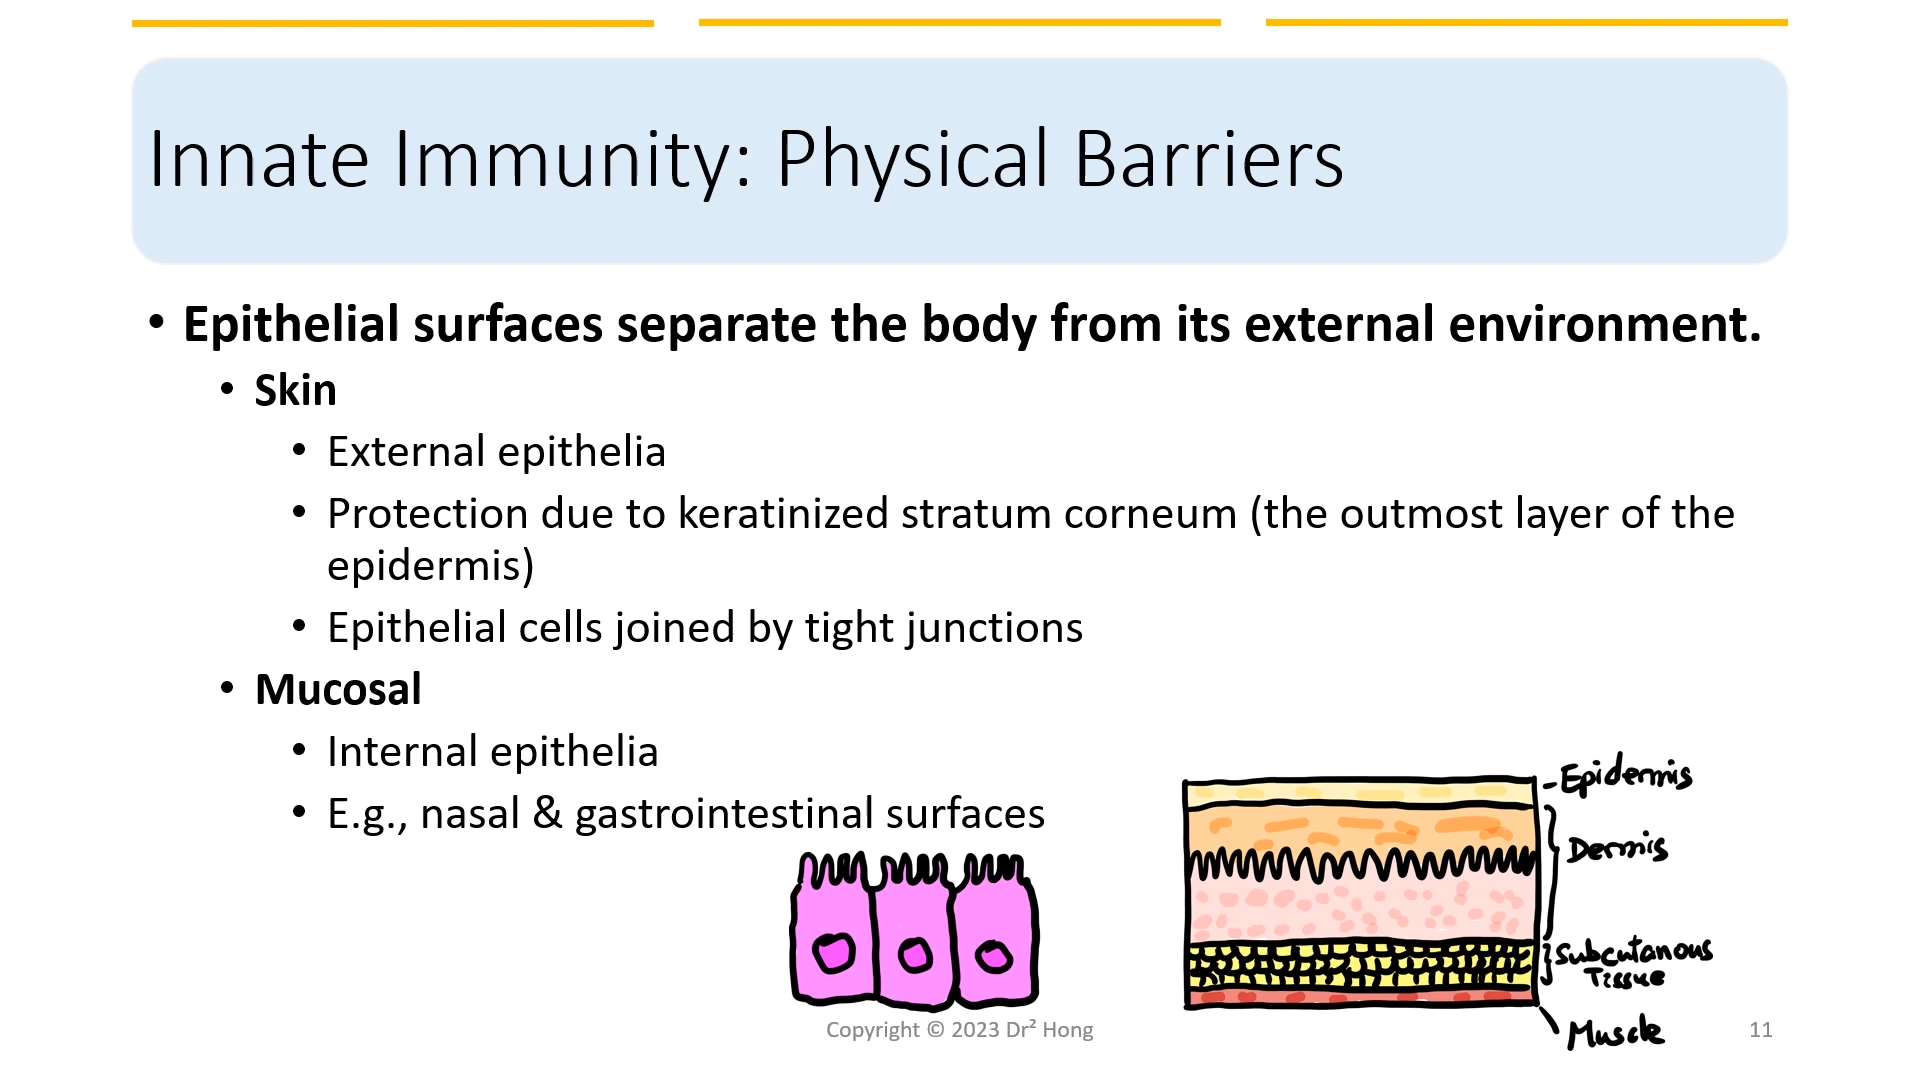 Innate Immunity: Physical Barriers
• Epithelial surfaces separate the body from its external environment.
• Skin
• External epithelia
• Protection due to keratinized stratum corneum (the outmost layer of the
epidermis)
• Epithelial cells joined by tight junctions
• Mucosal
• Internal epithelia
• E.g., nasal & gastrointestinal surfaces
Epidermis
Dermis
Subcutanous
Tissue
Muscle
Copyright © 2023 Dr² Hong
11